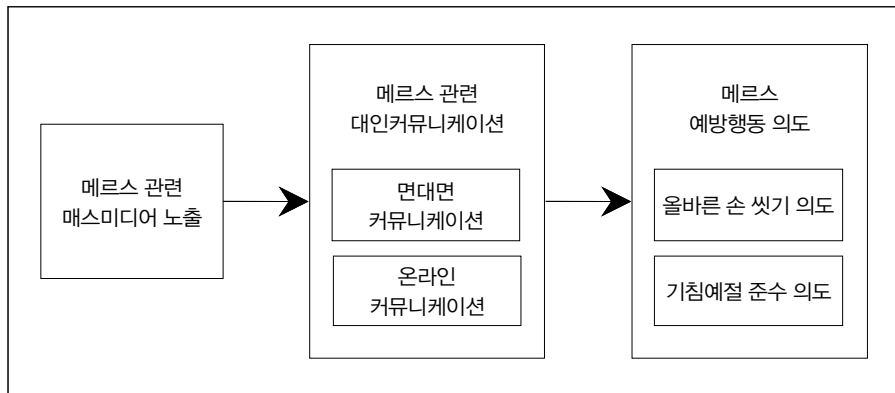 메르스 관련
매스미디어 노출
메르스 관련
대인커뮤니케이션
면대면
커뮤니케이션
온라인
커뮤니케이션
메르스
예방행동 의도
올바른 손 씻기 의도
기침예절 준수 의도